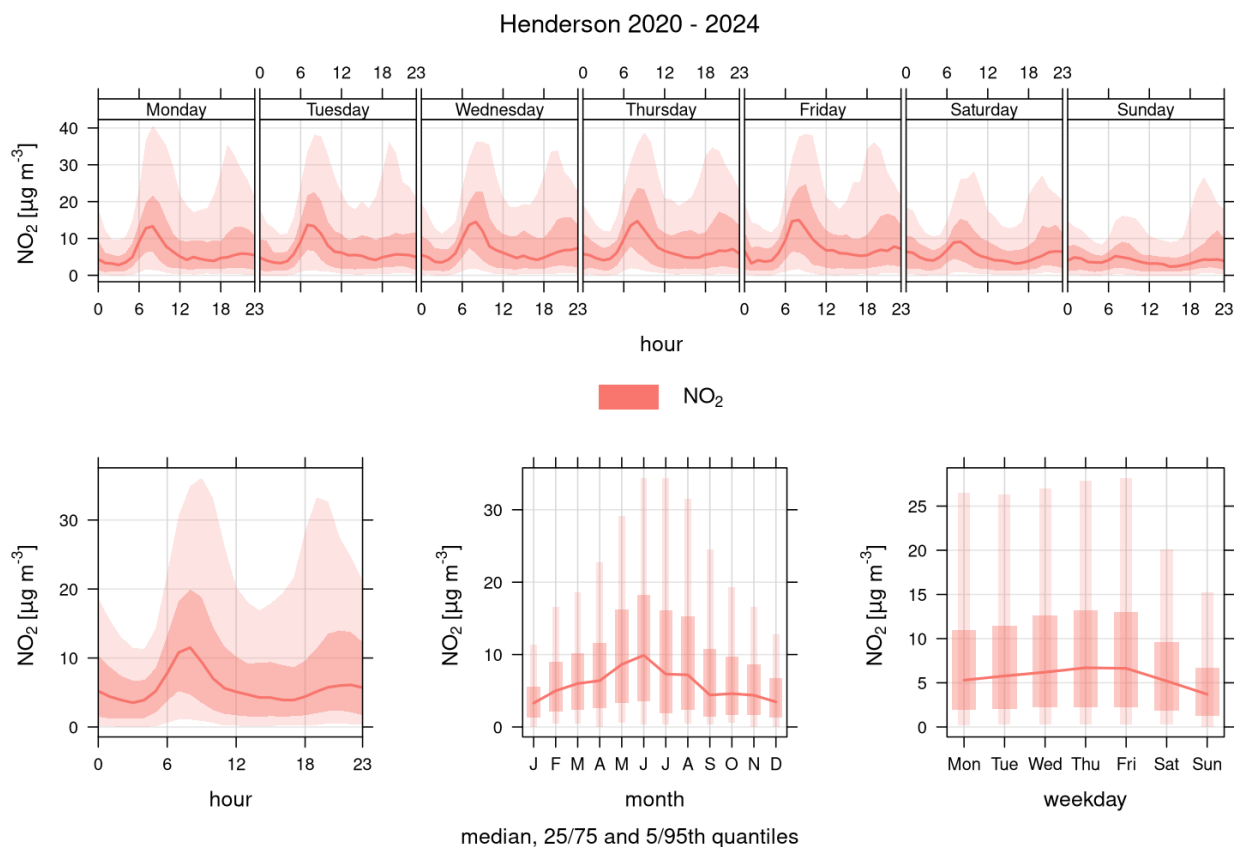 Henderson 2020 - 2024
0 6 12 18 23 0 6 12 18 23 0 6 12 18 23
Monday Tuesday Wednesday Thursday Friday Saturday Sunday
NO₂ [µg m⁻³]
40
30
20
10
0
0 6 12 18 23 0 6 12 18 23 0 6 12 18 23 0 6 12 18 23
hour
NO₂
NO₂ [µg m⁻³]
30
20
10
0
0 6 12 18 23
hour
NO₂ [µg m⁻³]
30
20
10
0
J F M A M J J A S O N D
month
NO₂ [µg m⁻³]
25
20
15
10
5
0
Mon Tue Wed Thu Fri Sat Sun
weekday
median, 25/75 and 5/95th quantiles